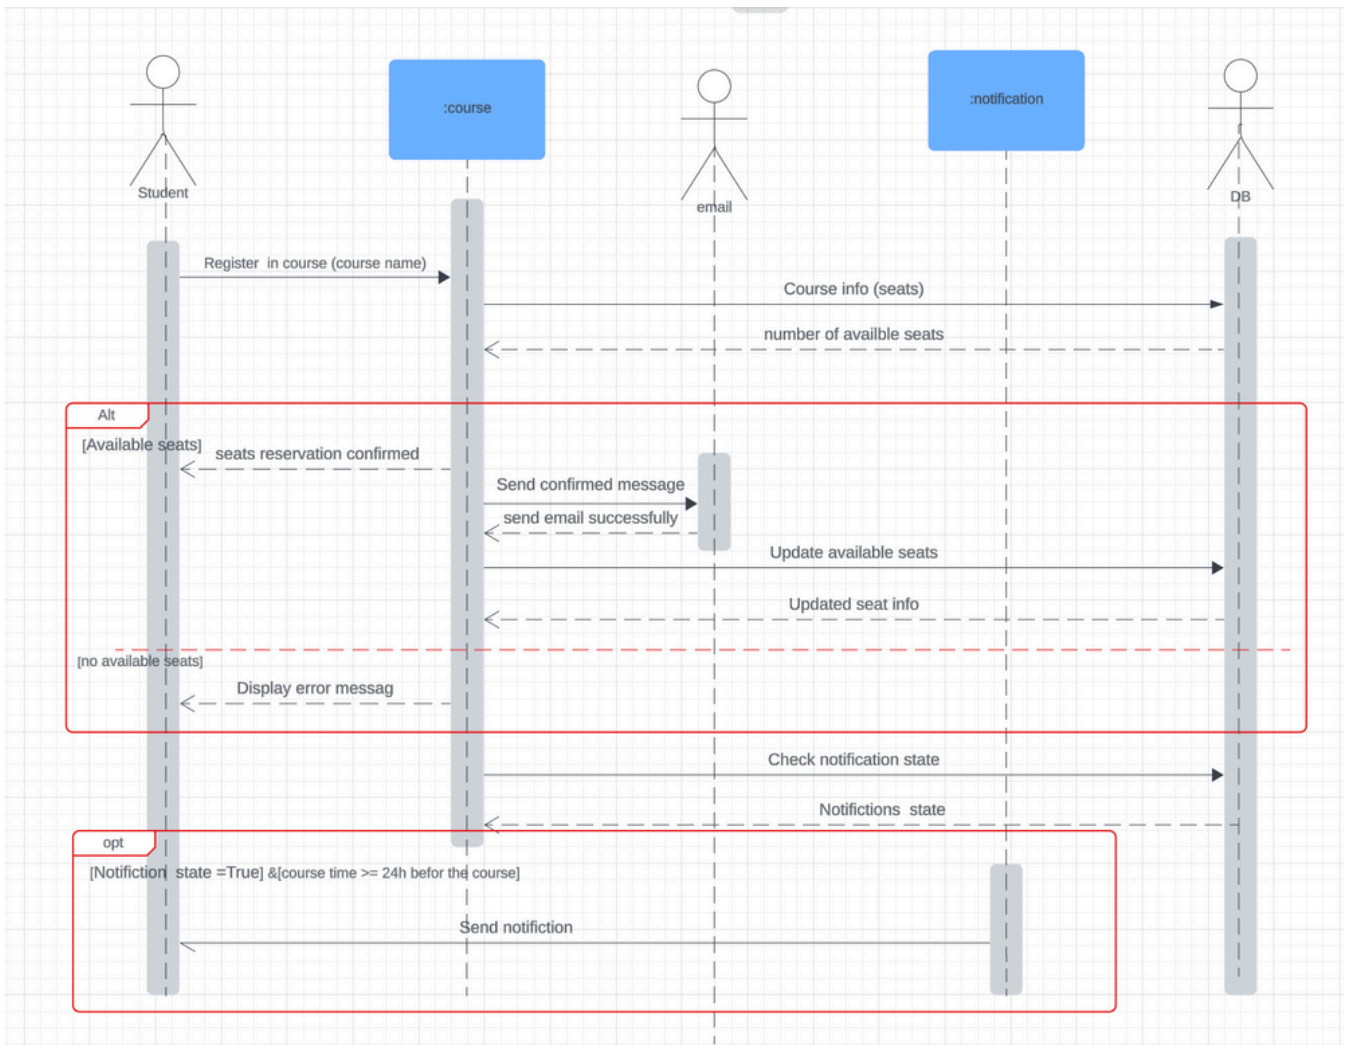 :course
:notification
Student
email
DB
Register  in course (course name)
Course info (seats)
number of availble seats
Alt
[Available seats]
seats reservation confirmed
Send confirmed message
send email successfully
Update available seats
Updated seat info
[no available seats]
Display error messag
Check notification state
Notifictions  state
opt
[Notifiction  state =True] &[course time >= 24h befor the course]
Send notifiction